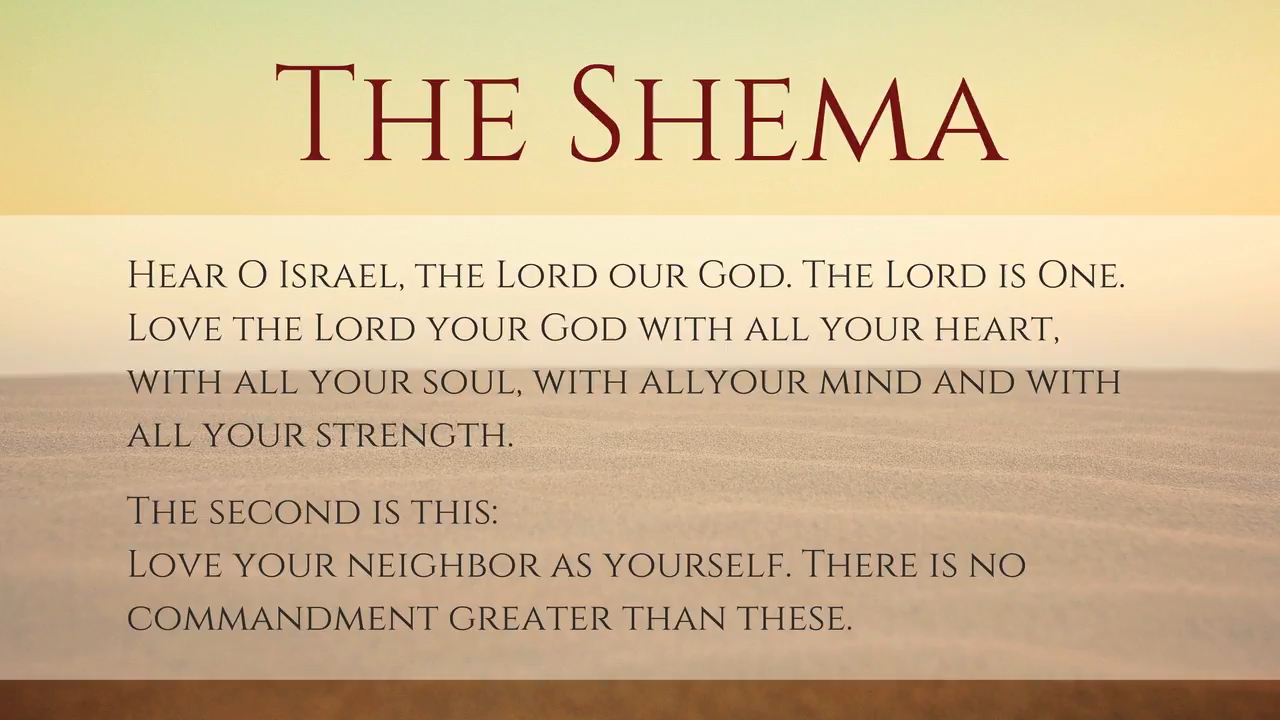 The Shema
Hear O Israel, the Lord our God. The Lord is One.
Love the Lord your God with all your heart,
with all your soul, with allyour mind and with
all your strength.
The second is this:
Love your neighbor as yourself. There is no
commandment greater than these.